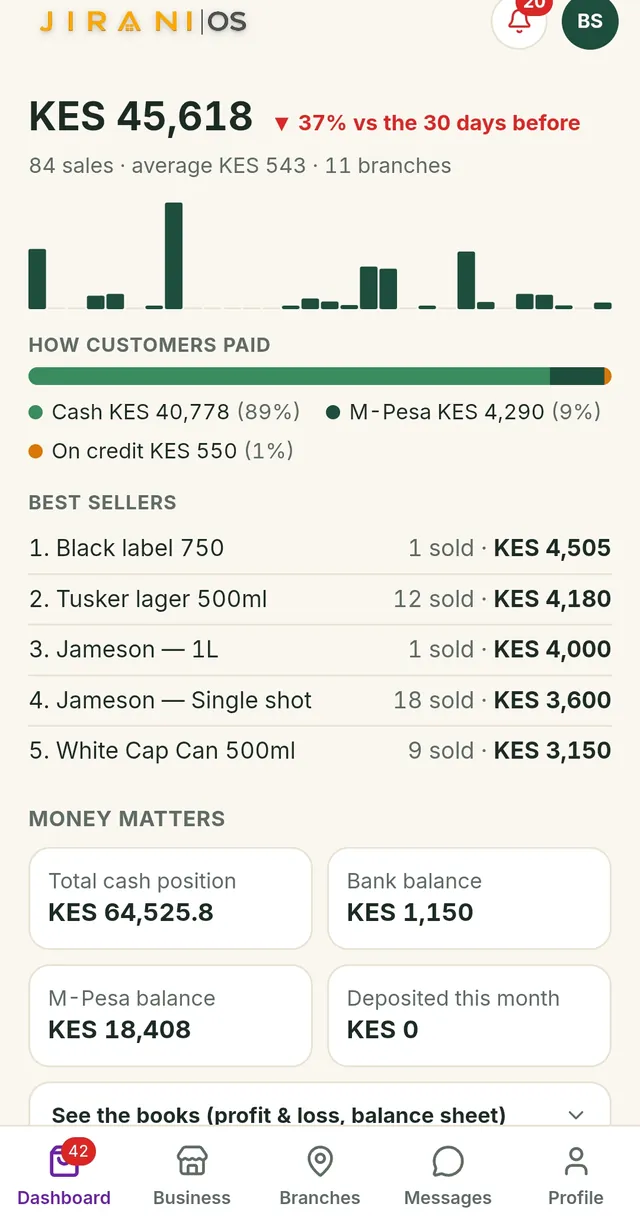 JIRANI|OS
20
BS
KES 45,618 ▼ 37% vs the 30 days before
84 sales · average KES 543 · 11 branches
HOW CUSTOMERS PAID
Cash KES 40,778 (89%) M-Pesa KES 4,290 (9%)
On credit KES 550 (1%)
BEST SELLERS
1. Black label 750 1 sold · KES 4,505
2. Tusker lager 500ml 12 sold · KES 4,180
3. Jameson — 1L 1 sold · KES 4,000
4. Jameson — Single shot 18 sold · KES 3,600
5. White Cap Can 500ml 9 sold · KES 3,150
MONEY MATTERS
Total cash position Bank balance
KES 64,525.8 KES 1,150
M-Pesa balance Deposited this month
KES 18,408 KES 0
See the books (profit & loss, balance sheet)
42
Dashboard Business Branches Messages Profile